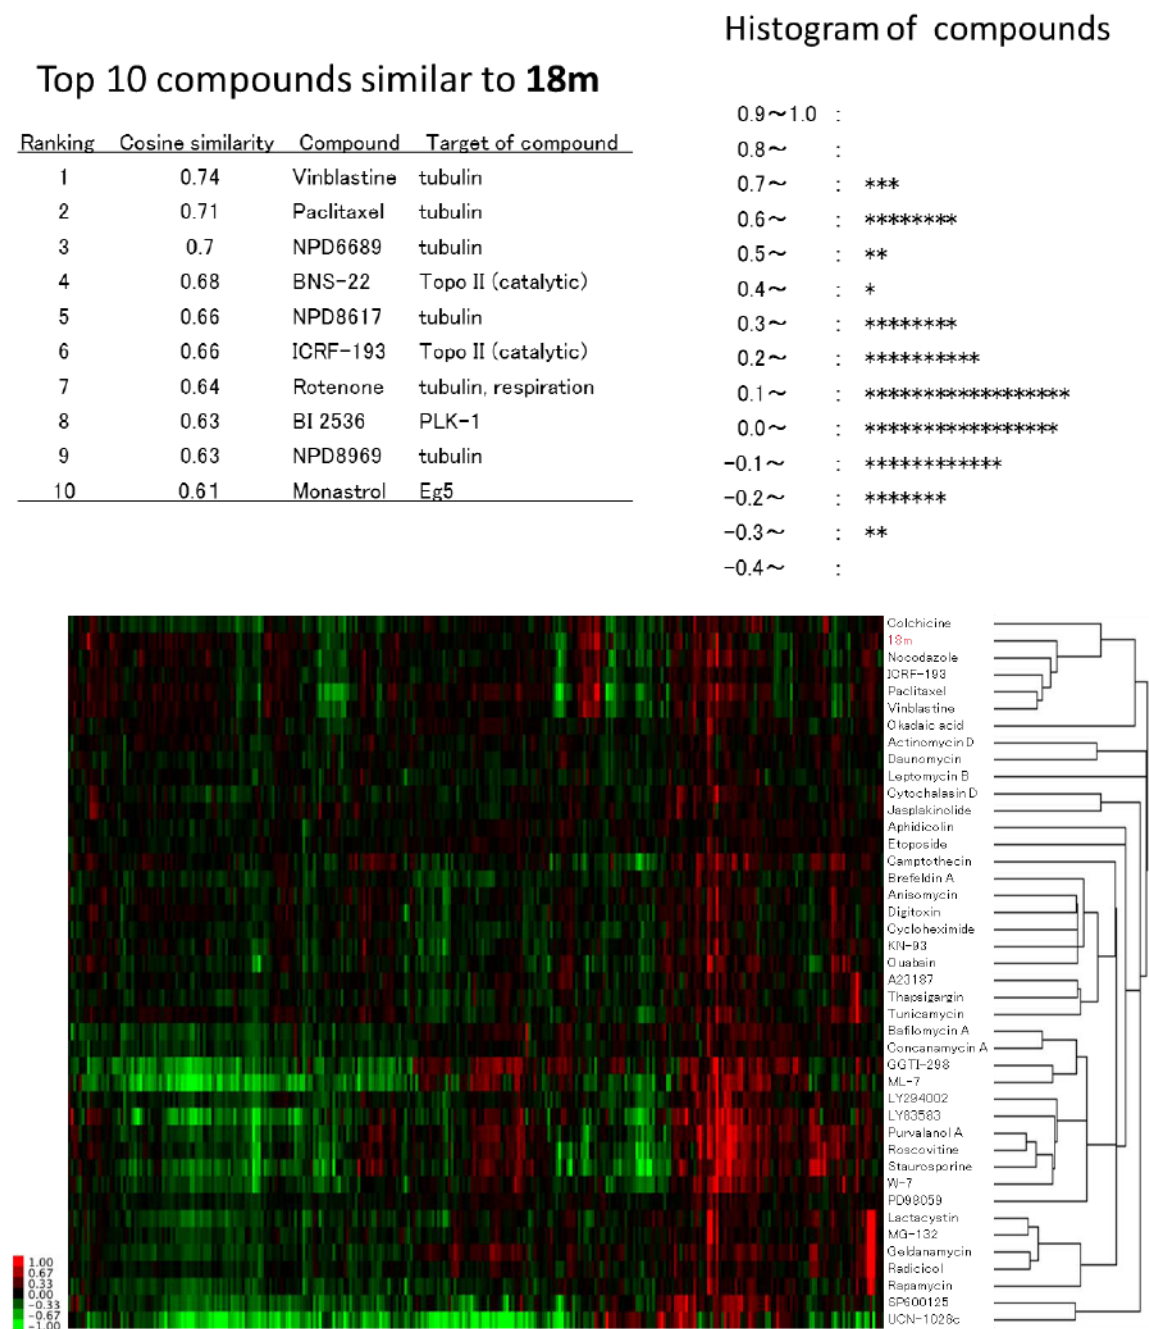 Histogram of compounds
Top 10 compounds similar to 18m
Ranking Cosine similarity Compound Target of compound
1 0.74 Vinblastine tubulin
2 0.71 Paclitaxel tubulin
3 0.7 NPD6689 tubulin
4 0.68 BNS-22 Topo II (catalytic)
5 0.66 NPD8617 tubulin
6 0.66 ICRF-193 Topo II (catalytic)
7 0.64 Rotenone tubulin, respiration
8 0.63 BI 2536 PLK-1
9 0.63 NPD8969 tubulin
10 0.61 Monastrol Eg5
0.9～1.0 :
0.8～ :
0.7～ : ***
0.6～ : ********
0.5～ : **
0.4～ : *
0.3～ : ********
0.2～ : **********
0.1～ : ******************
0.0～ : *****************
-0.1～ : ************
-0.2～ : *******
-0.3～ : **
-0.4～ :
Colchicine
18m
Nocodazole
ICRF-193
Paclitaxel
Vinblastine
Okadaic acid
Actinomycin D
Daunomycin
Leptomycin B
Cytochalasin D
Jasplakinolide
Aphidicolin
Etoposide
Camptothecin
Brefeldin A
Anisomycin
Digitoxin
Cycloheximide
KN-93
Ouabain
A23187
Thapsigargin
Tunicamycin
Bafilomycin A
Concanamycin A
GGTI-298
ML-7
LY294002
LY83583
Purvalanol A
Roscovitine
Staurosporine
W-7
PD98059
Lactacystin
MG-132
Geldanamycin
Radicicol
Rapamycin
SP600125
UCN-1028c
1.00
0.67
0.33
0.00
-0.33
-0.67
-1.00